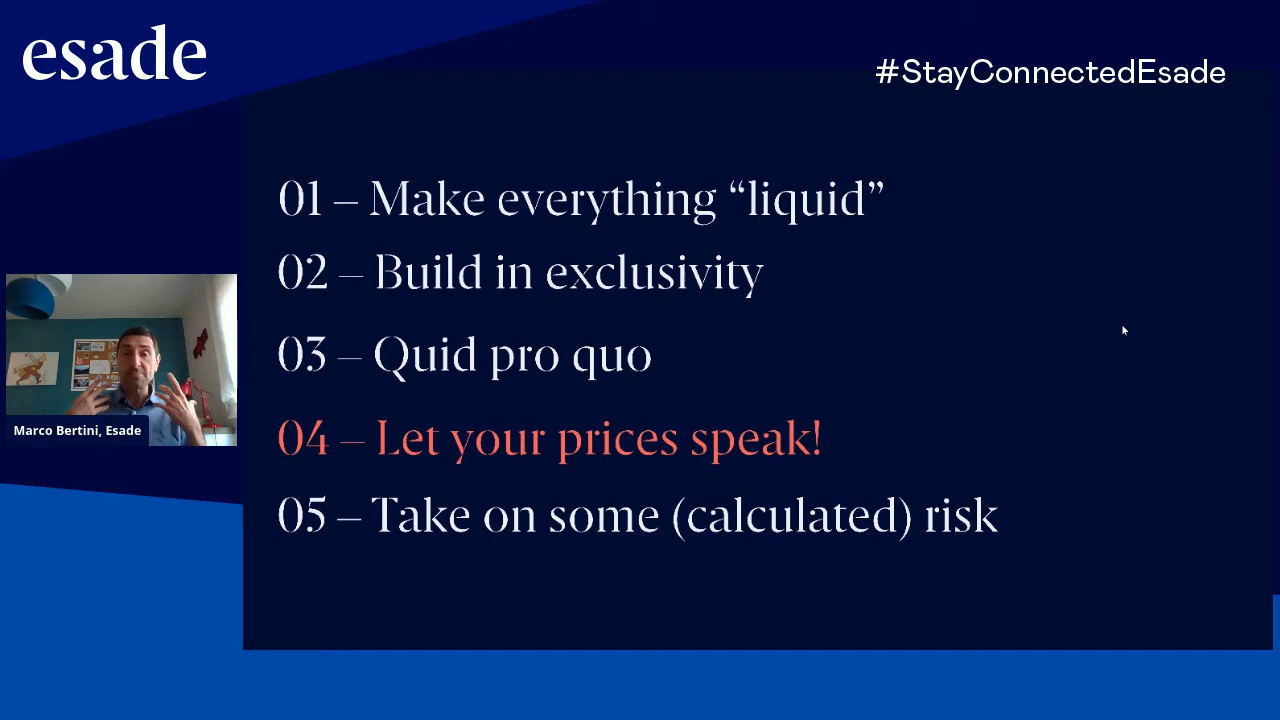 esade
#StayConnectedEsade
01 – Make everything “liquid”
02 – Build in exclusivity
03 – Quid pro quo
04 – Let your prices speak!
05 – Take on some (calculated) risk
Marco Bertini, Esade